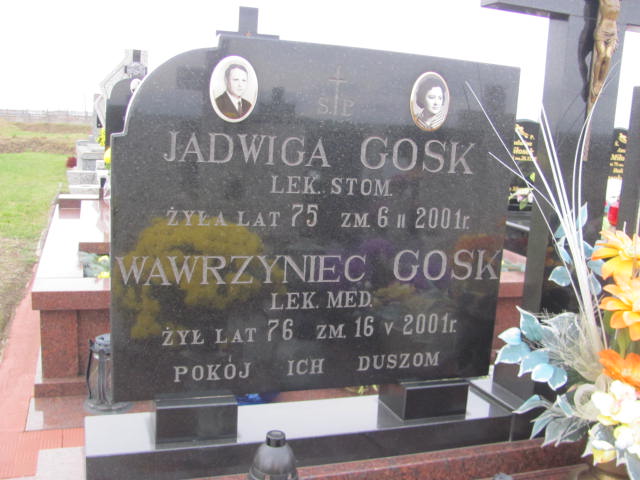 Ś P
JADWIGA GOSK
LEK. STOM.
ŻYŁA LAT 75 ZM. 6 II 2001r.
WAWRZYNIEC GOSK
LEK. MED.
ŻYŁ LAT 76 ZM. 16 V 2001r.
POKÓJ ICH DUSZOM